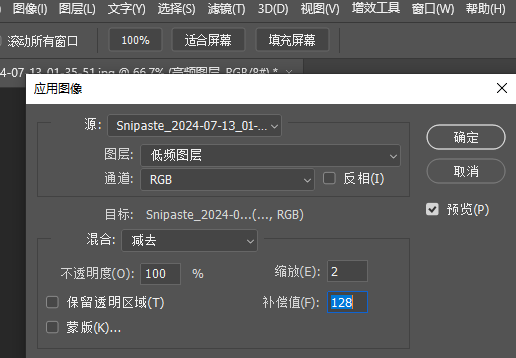 图像(I) 图层(L) 文字(Y) 选择(S) 滤镜(T) 3D(D) 视图(V) 增效工具 窗口(W) 帮助(H)
滚动所有窗口 100% 适合屏幕 填充屏幕
4-07-13_01-35-51.jpg @ 66.7% (高频图层, RGB/8#) * ×
应用图像
源: Snipaste_2024-07-13_01-... 确定
图层: 低频图层 取消
通道: RGB 反相(I)
预览(P)
目标: Snipaste_2024-0...(..., RGB)
混合: 减去
不透明度(O): 100 % 缩放(E): 2
保留透明区域(T) 补偿值(F): 128
蒙版(K)...